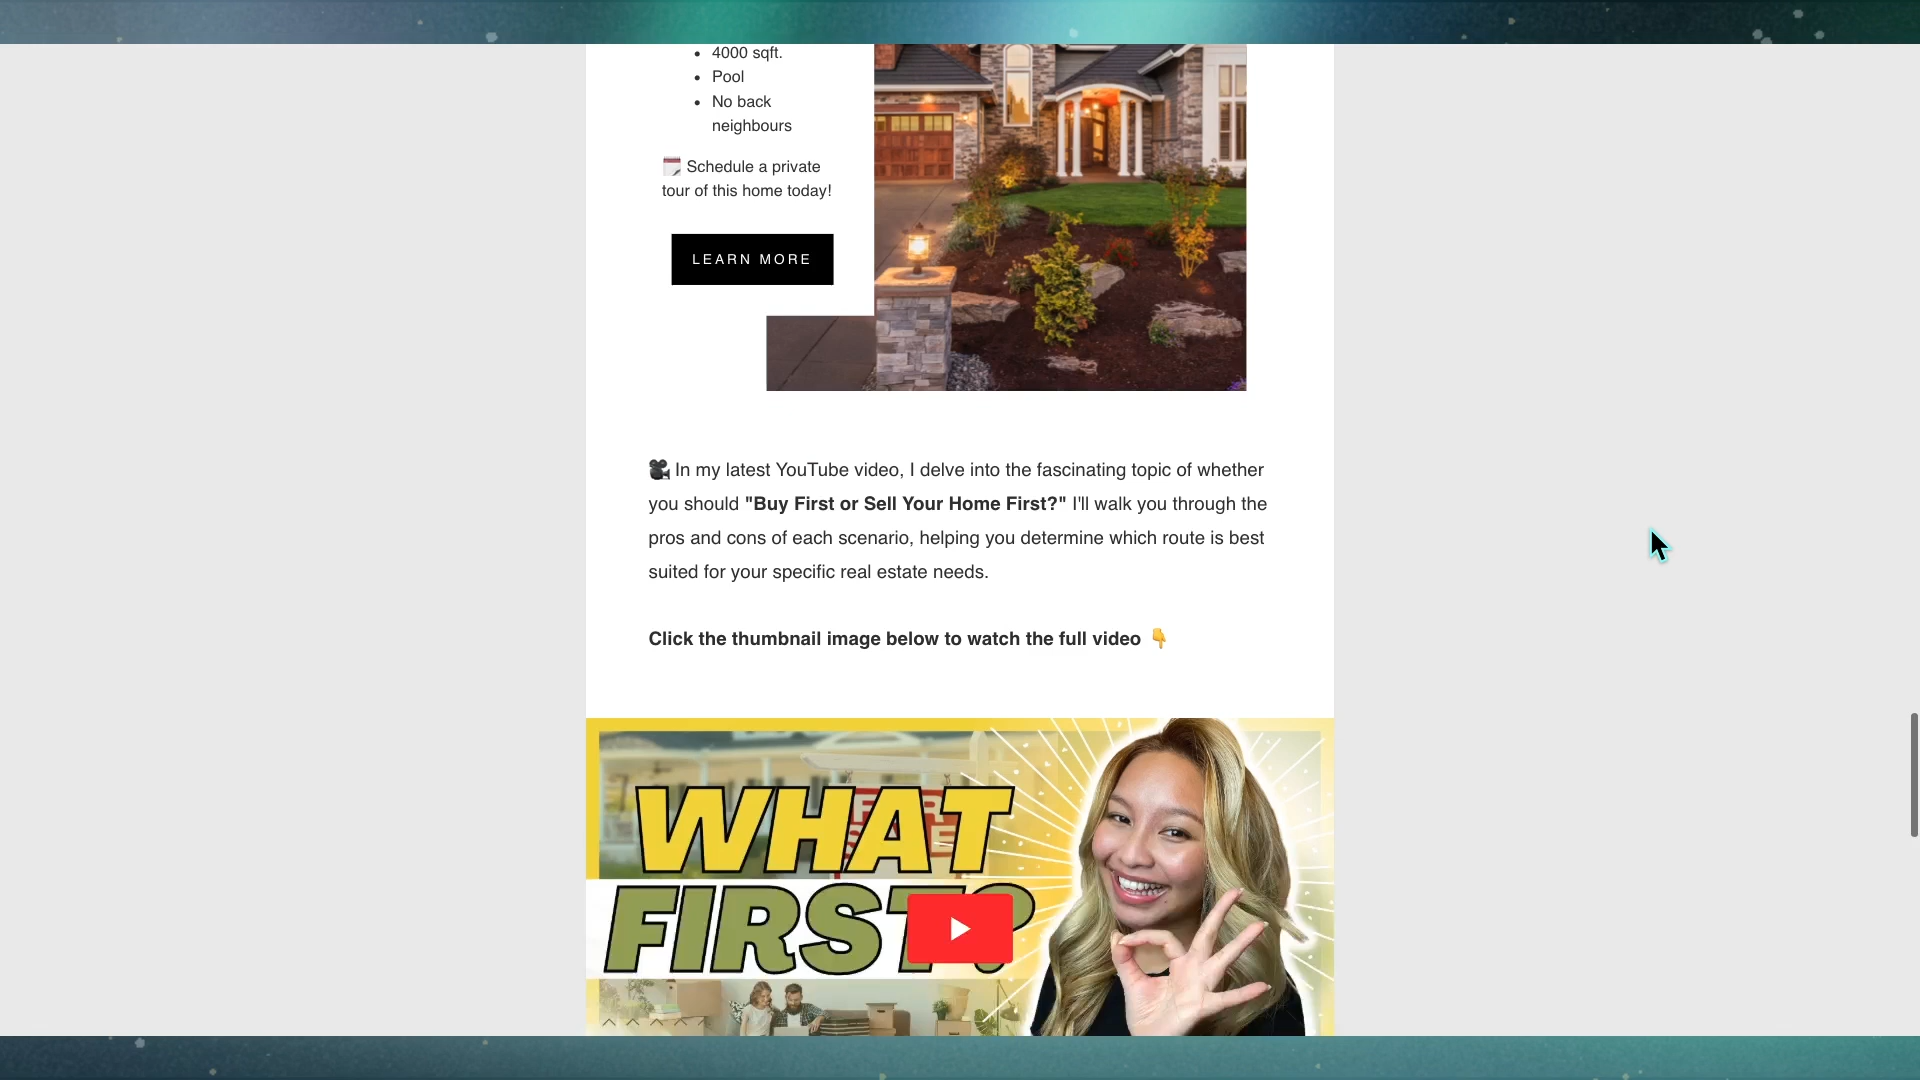 4000 sqft.
Pool
No back
neighbours
Schedule a private
tour of this home today!
LEARN MORE
In my latest YouTube video, I delve into the fascinating topic of whether
you should "Buy First or Sell Your Home First?" I'll walk you through the
pros and cons of each scenario, helping you determine which route is best
suited for your specific real estate needs.
Click the thumbnail image below to watch the full video
WHAT
FIRST?